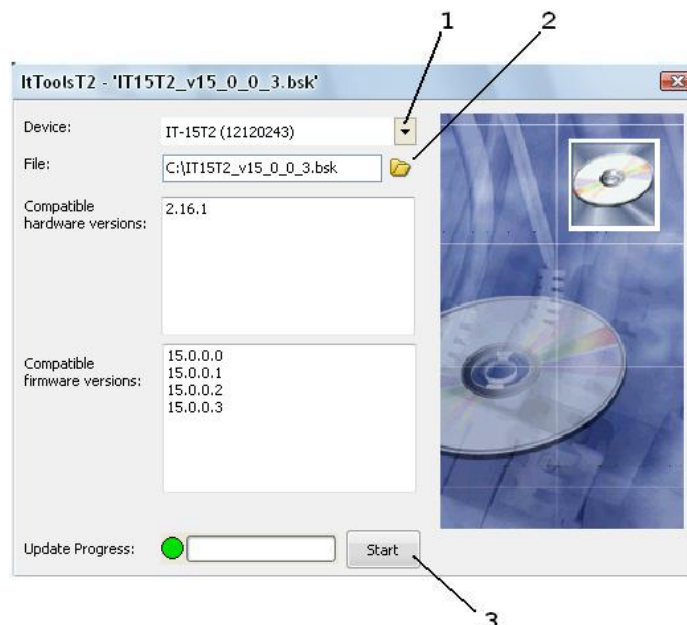 1 2
ItToolsT2 - 'IT15T2_v15_0_0_3.bsk'
Device: IT-15T2 (12120243)
File: C:\IT15T2_v15_0_0_3.bsk
Compatible
hardware versions:
2.16.1
Compatible
firmware versions:
15.0.0.0
15.0.0.1
15.0.0.2
15.0.0.3
Update Progress: Start
3